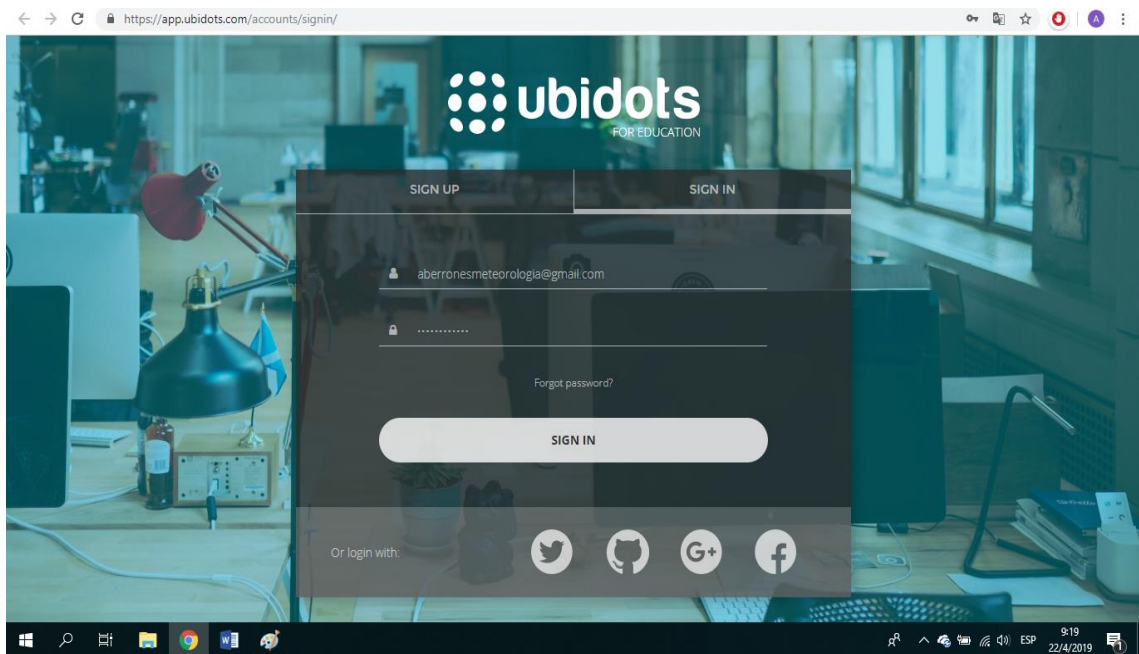 https://app.ubidots.com/accounts/signin/
A
ubidots
FOR EDUCATION
SIGN UP
SIGN IN
aberronesmeteorologia@gmail.com
............
Forgot password?
SIGN IN
Or login with:
G+
ESP
9:19
22/4/2019
1